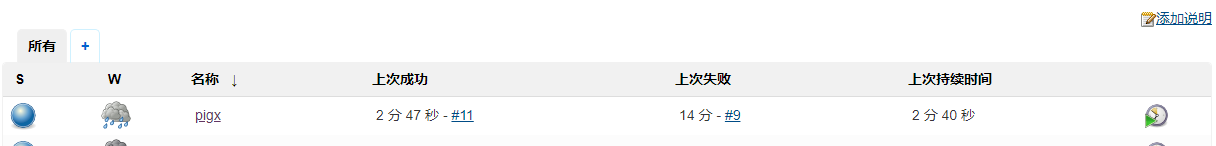 添加说明
所有 +
S W 名称 ↓ 上次成功 上次失败 上次持续时间
pigx 2 分 47 秒 - #11 14 分 - #9 2 分 40 秒